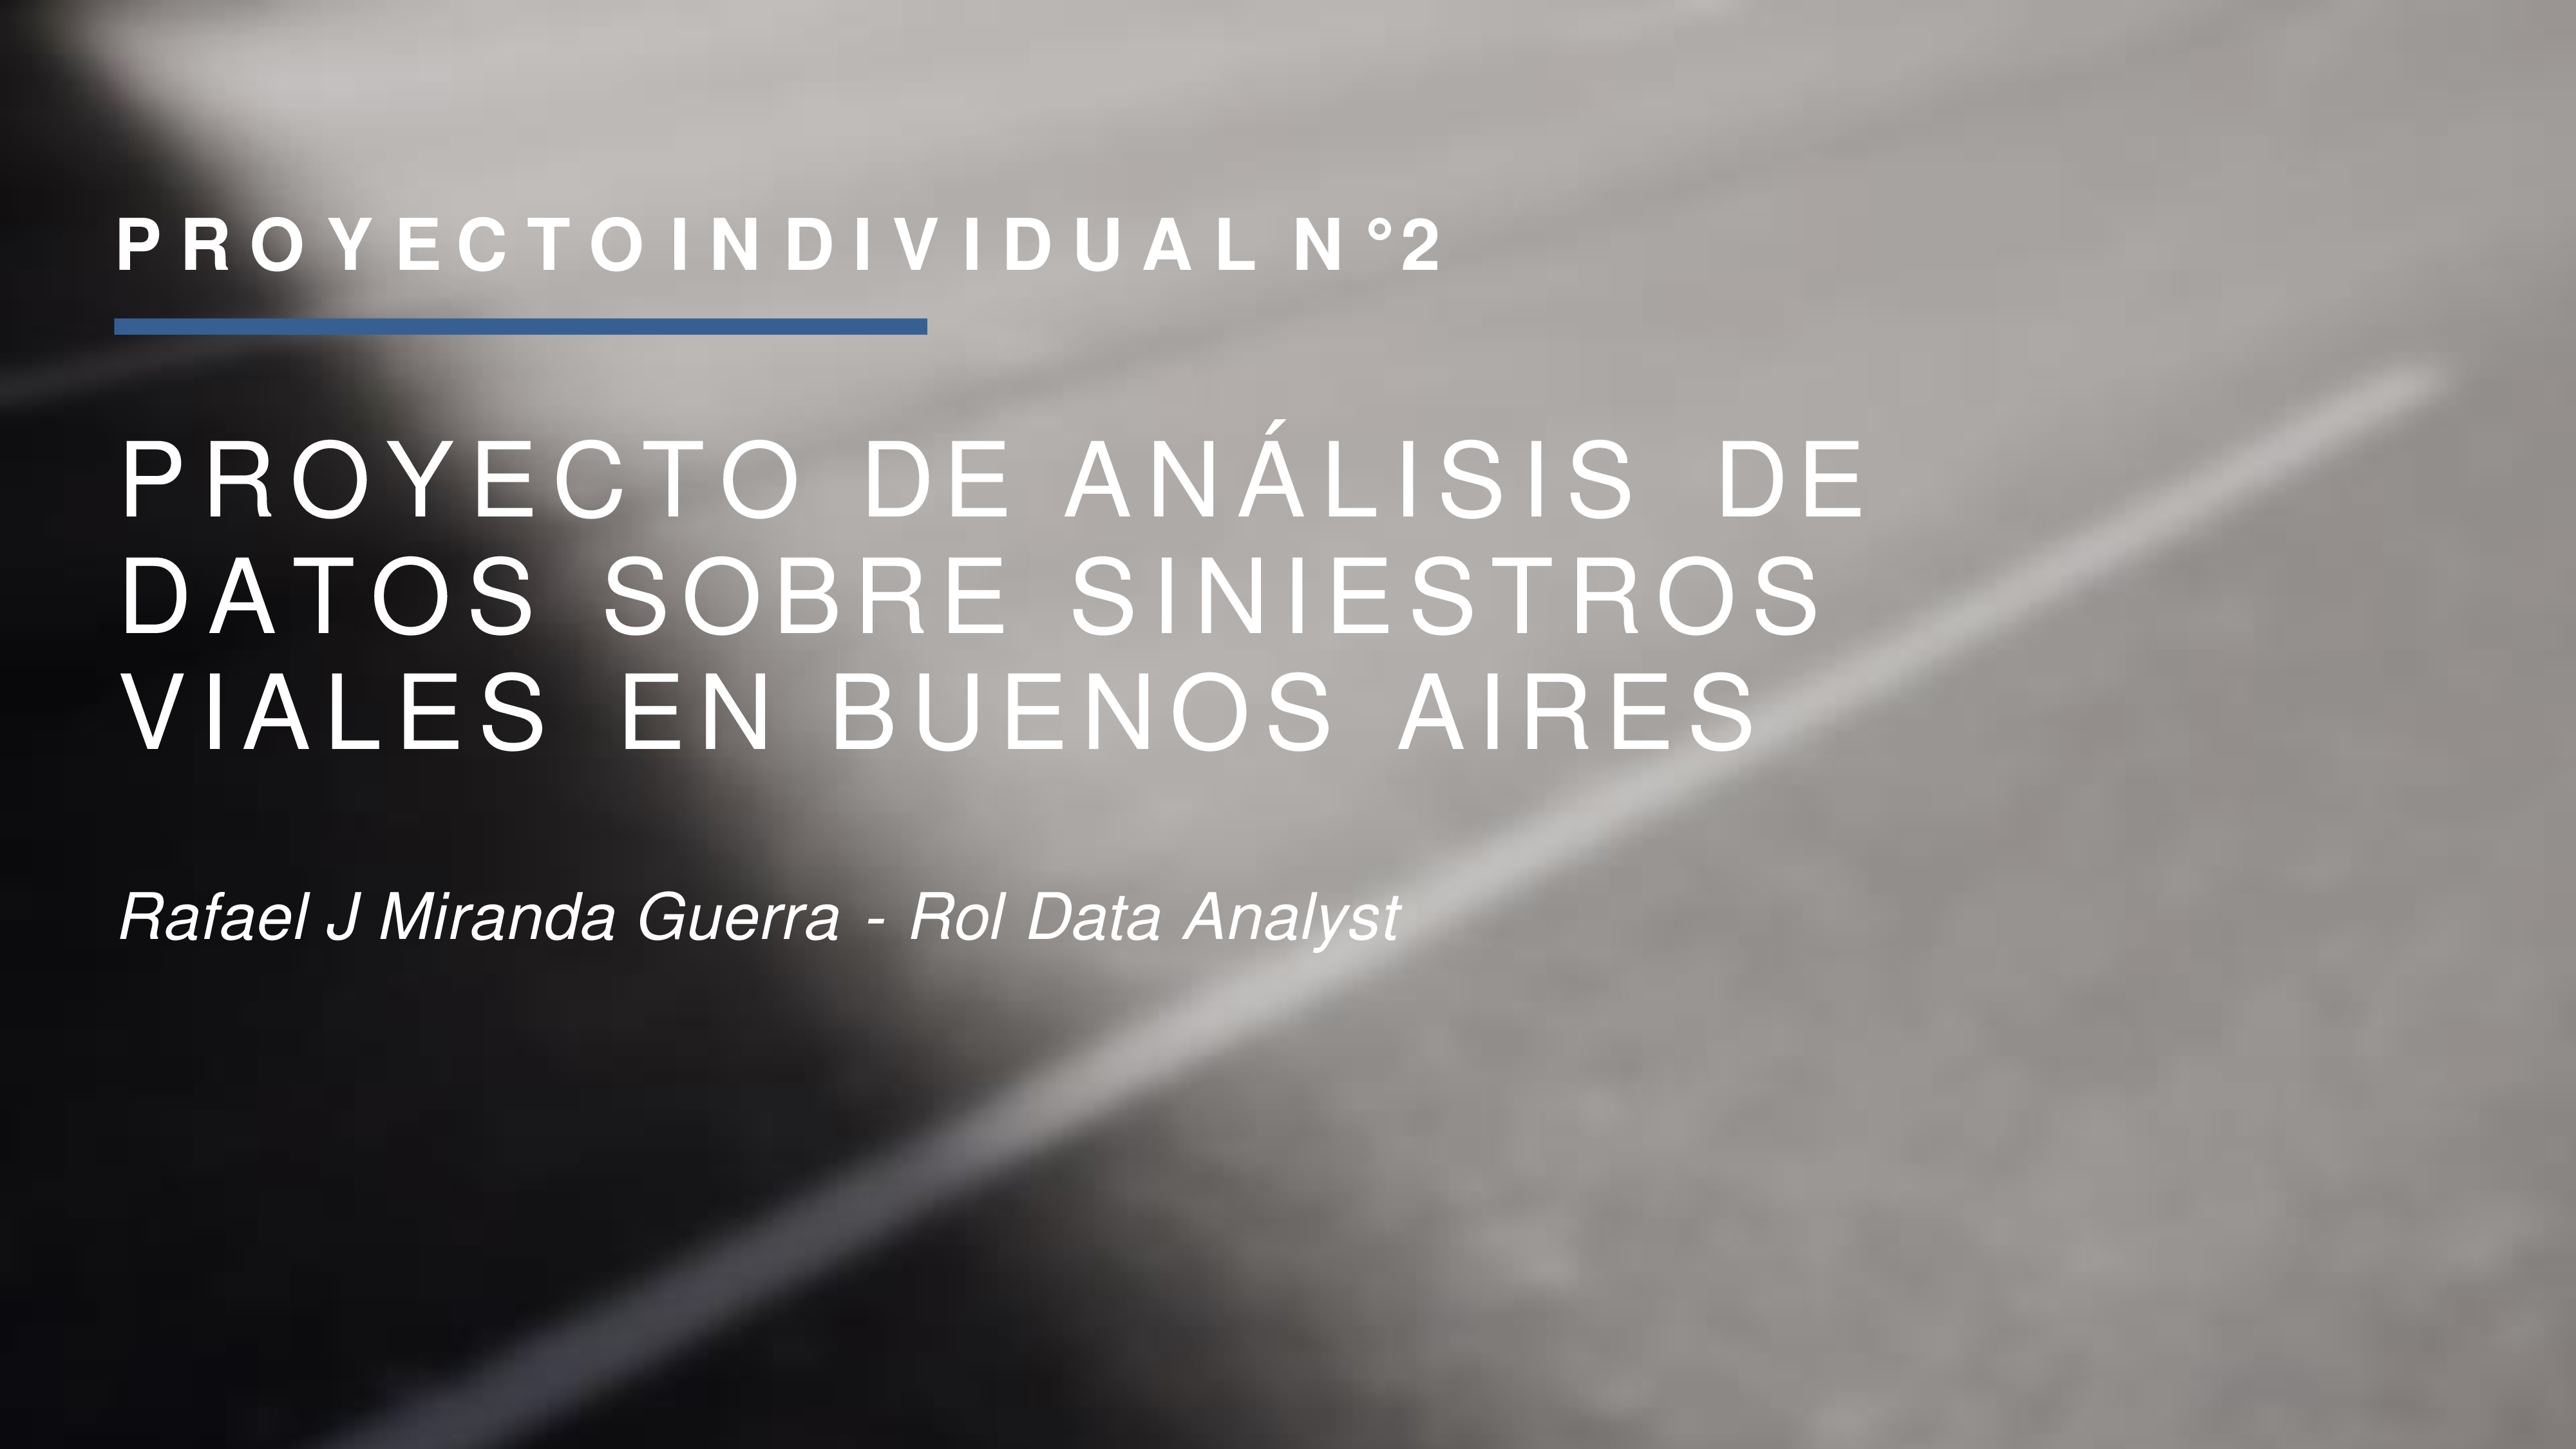 PROYECTOINDIVIDUAL N°2
PROYECTO DE ANÁLISIS DE
DATOS SOBRE SINIESTROS
VIALES EN BUENOS AIRES
Rafael J Miranda Guerra - Rol Data Analyst